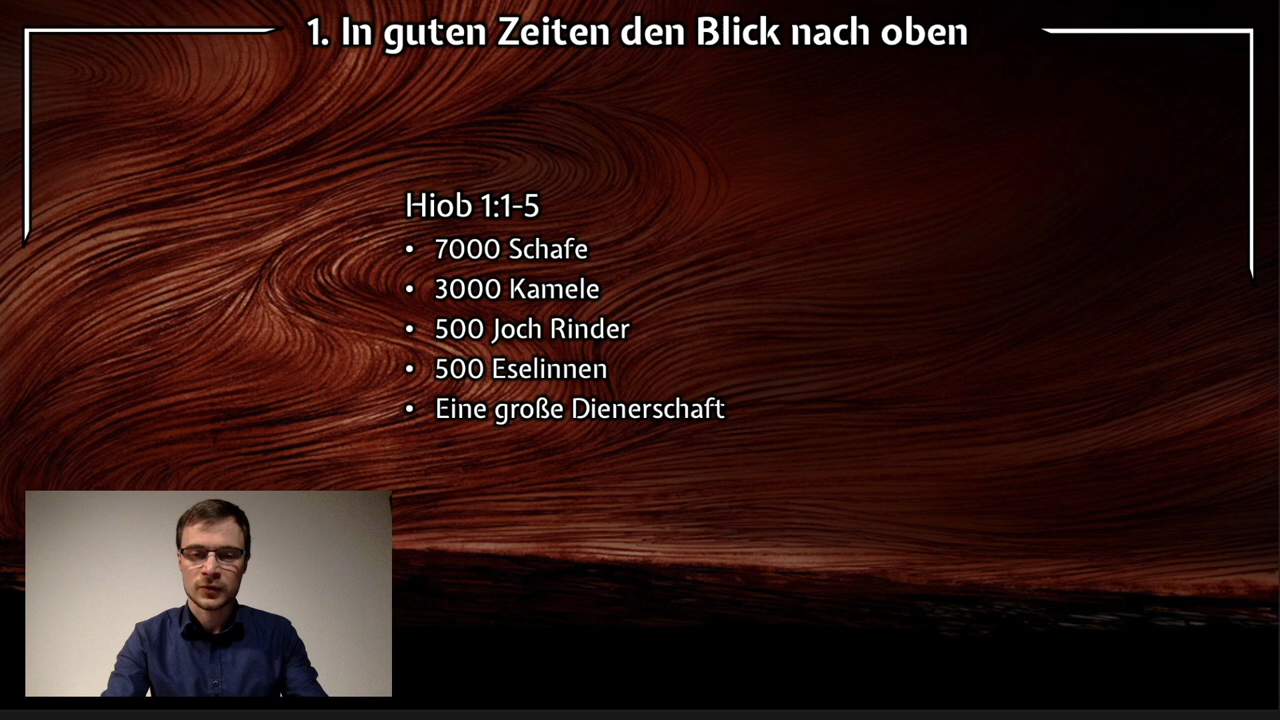 1. In guten Zeiten den Blick nach oben
Hiob 1:1-5
• 7000 Schafe
• 3000 Kamele
• 500 Joch Rinder
• 500 Eselinnen
• Eine große Dienerschaft